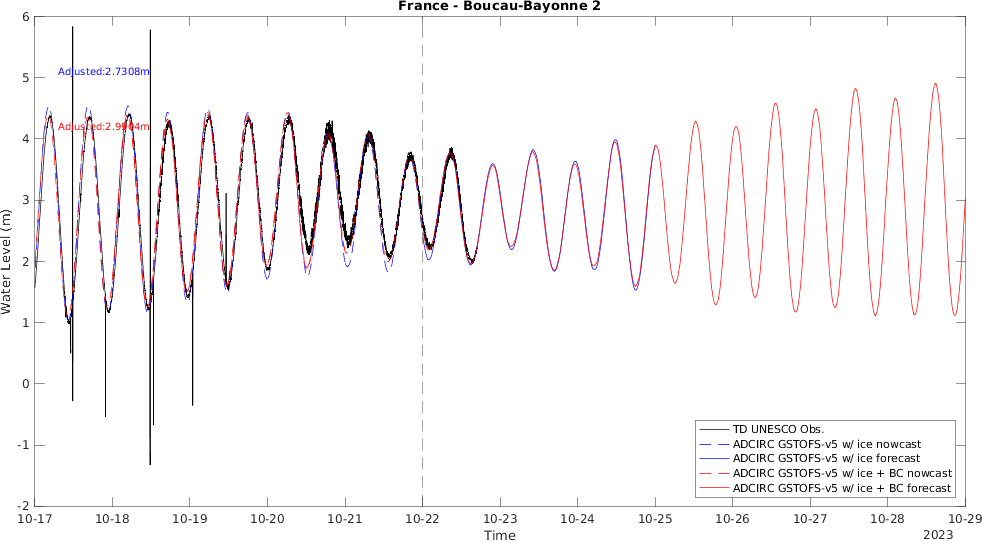 France - Boucau-Bayonne 2
6
5
4
3
2
1
0
-1
-2
Water Level (m)
Adjusted:2.7308m
Adjusted:2.9904m
TD UNESCO Obs.
ADCIRC GSTOFS-v5 w/ ice nowcast
ADCIRC GSTOFS-v5 w/ ice forecast
ADCIRC GSTOFS-v5 w/ ice + BC nowcast
ADCIRC GSTOFS-v5 w/ ice + BC forecast
10-17 10-18 10-19 10-20 10-21 10-22 10-23 10-24 10-25 10-26 10-27 10-28 10-29
Time
2023